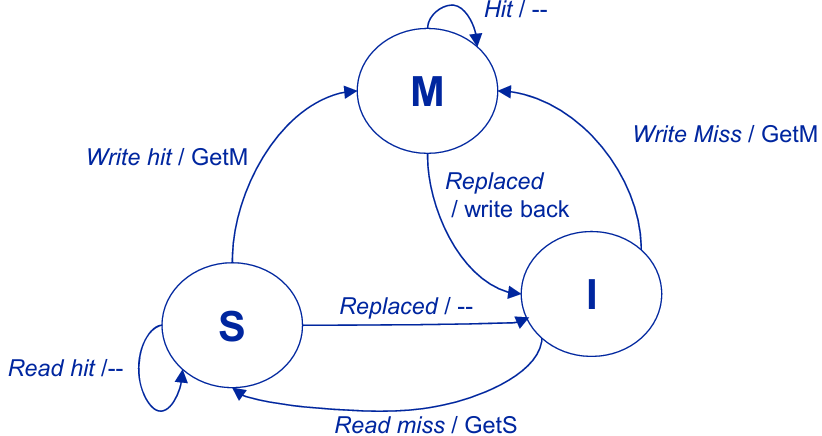 Hit / --
M
Write Miss / GetM
Write hit / GetM
Replaced
/ write back
I
Replaced / --
S
Read hit /--
Read miss / GetS